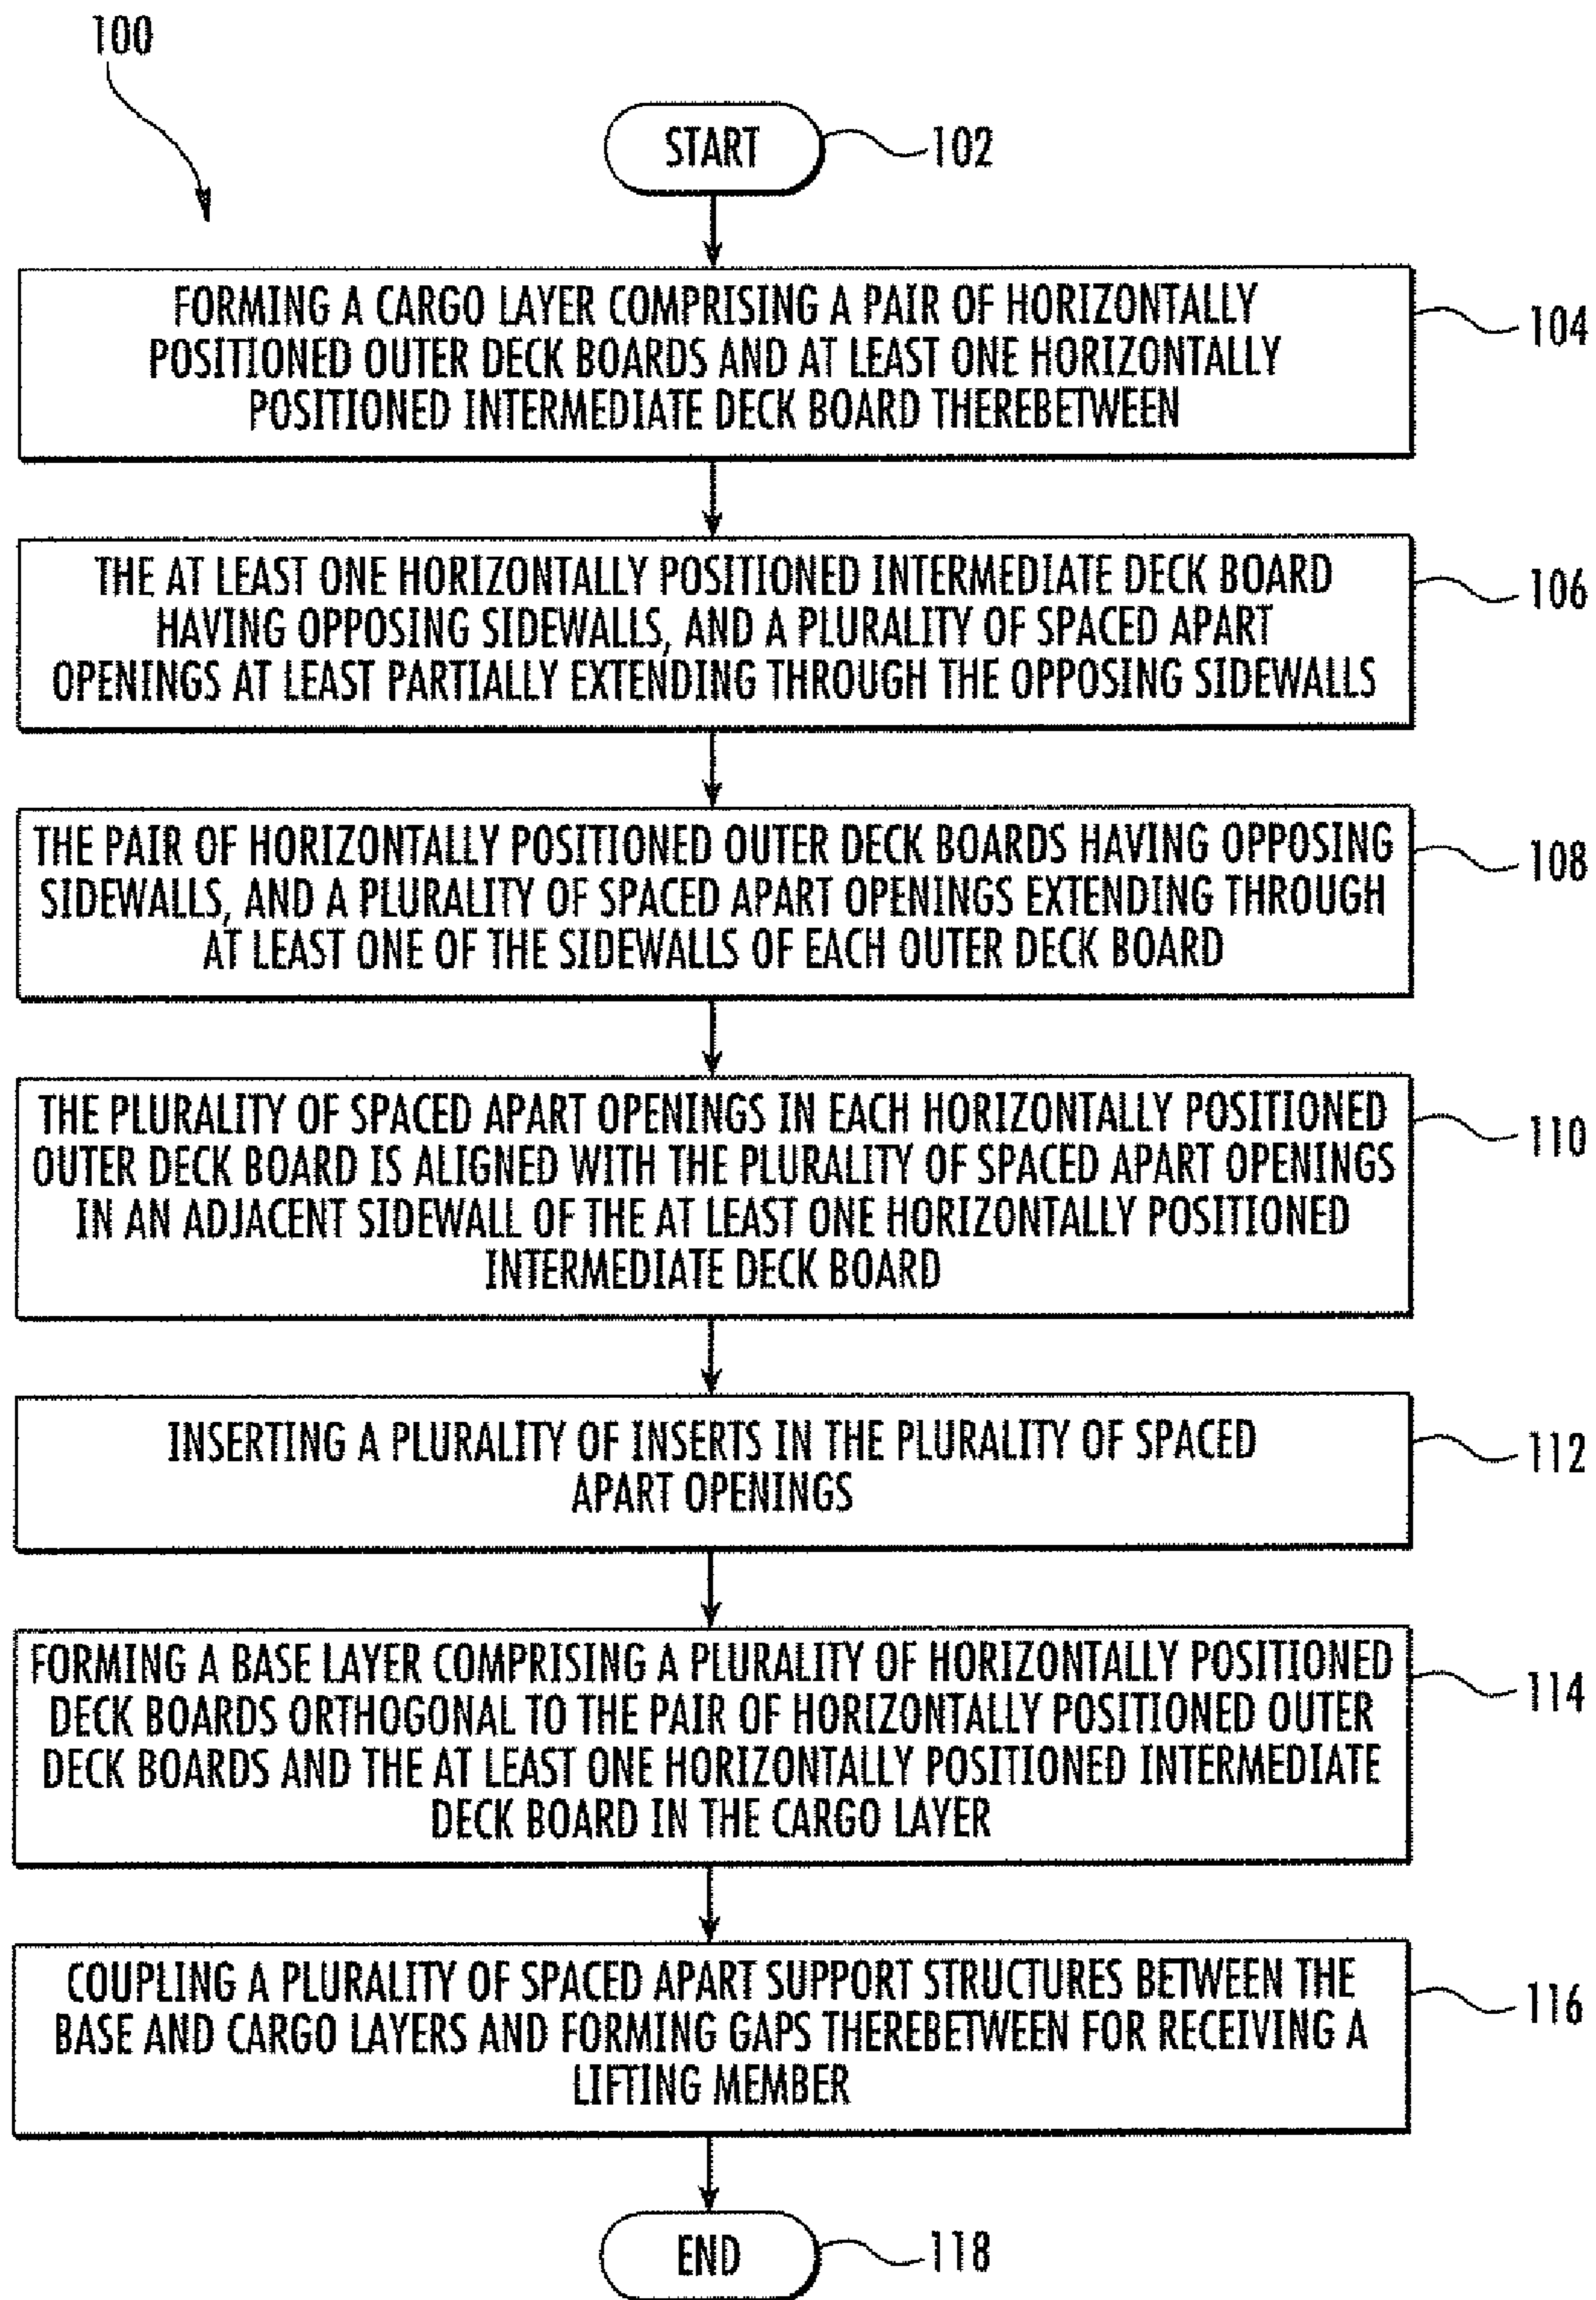 100
START
102
FORMING A CARGO LAYER COMPRISING A PAIR OF HORIZONTALLY
POSITIONED OUTER DECK BOARDS AND AT LEAST ONE HORIZONTALLY
POSITIONED INTERMEDIATE DECK BOARD THEREBETWEEN
104
THE AT LEAST ONE HORIZONTALLY POSITIONED INTERMEDIATE DECK BOARD
HAVING OPPOSING SIDEWALLS, AND A PLURALITY OF SPACED APART
OPENINGS AT LEAST PARTIALLY EXTENDING THROUGH THE OPPOSING SIDEWALLS
106
THE PAIR OF HORIZONTALLY POSITIONED OUTER DECK BOARDS HAVING OPPOSING
SIDEWALLS, AND A PLURALITY OF SPACED APART OPENINGS EXTENDING THROUGH
AT LEAST ONE OF THE SIDEWALLS OF EACH OUTER DECK BOARD
108
THE PLURALITY OF SPACED APART OPENINGS IN EACH HORIZONTALLY POSITIONED
OUTER DECK BOARD IS ALIGNED WITH THE PLURALITY OF SPACED APART OPENINGS
IN AN ADJACENT SIDEWALL OF THE AT LEAST ONE HORIZONTALLY POSITIONED
INTERMEDIATE DECK BOARD
110
INSERTING A PLURALITY OF INSERTS IN THE PLURALITY OF SPACED
APART OPENINGS
112
FORMING A BASE LAYER COMPRISING A PLURALITY OF HORIZONTALLY POSITIONED
DECK BOARDS ORTHOGONAL TO THE PAIR OF HORIZONTALLY POSITIONED OUTER
DECK BOARDS AND THE AT LEAST ONE HORIZONTALLY POSITIONED INTERMEDIATE
DECK BOARD IN THE CARGO LAYER
114
COUPLING A PLURALITY OF SPACED APART SUPPORT STRUCTURES BETWEEN THE
BASE AND CARGO LAYERS AND FORMING GAPS THEREBETWEEN FOR RECEIVING A
LIFTING MEMBER
116
END
118